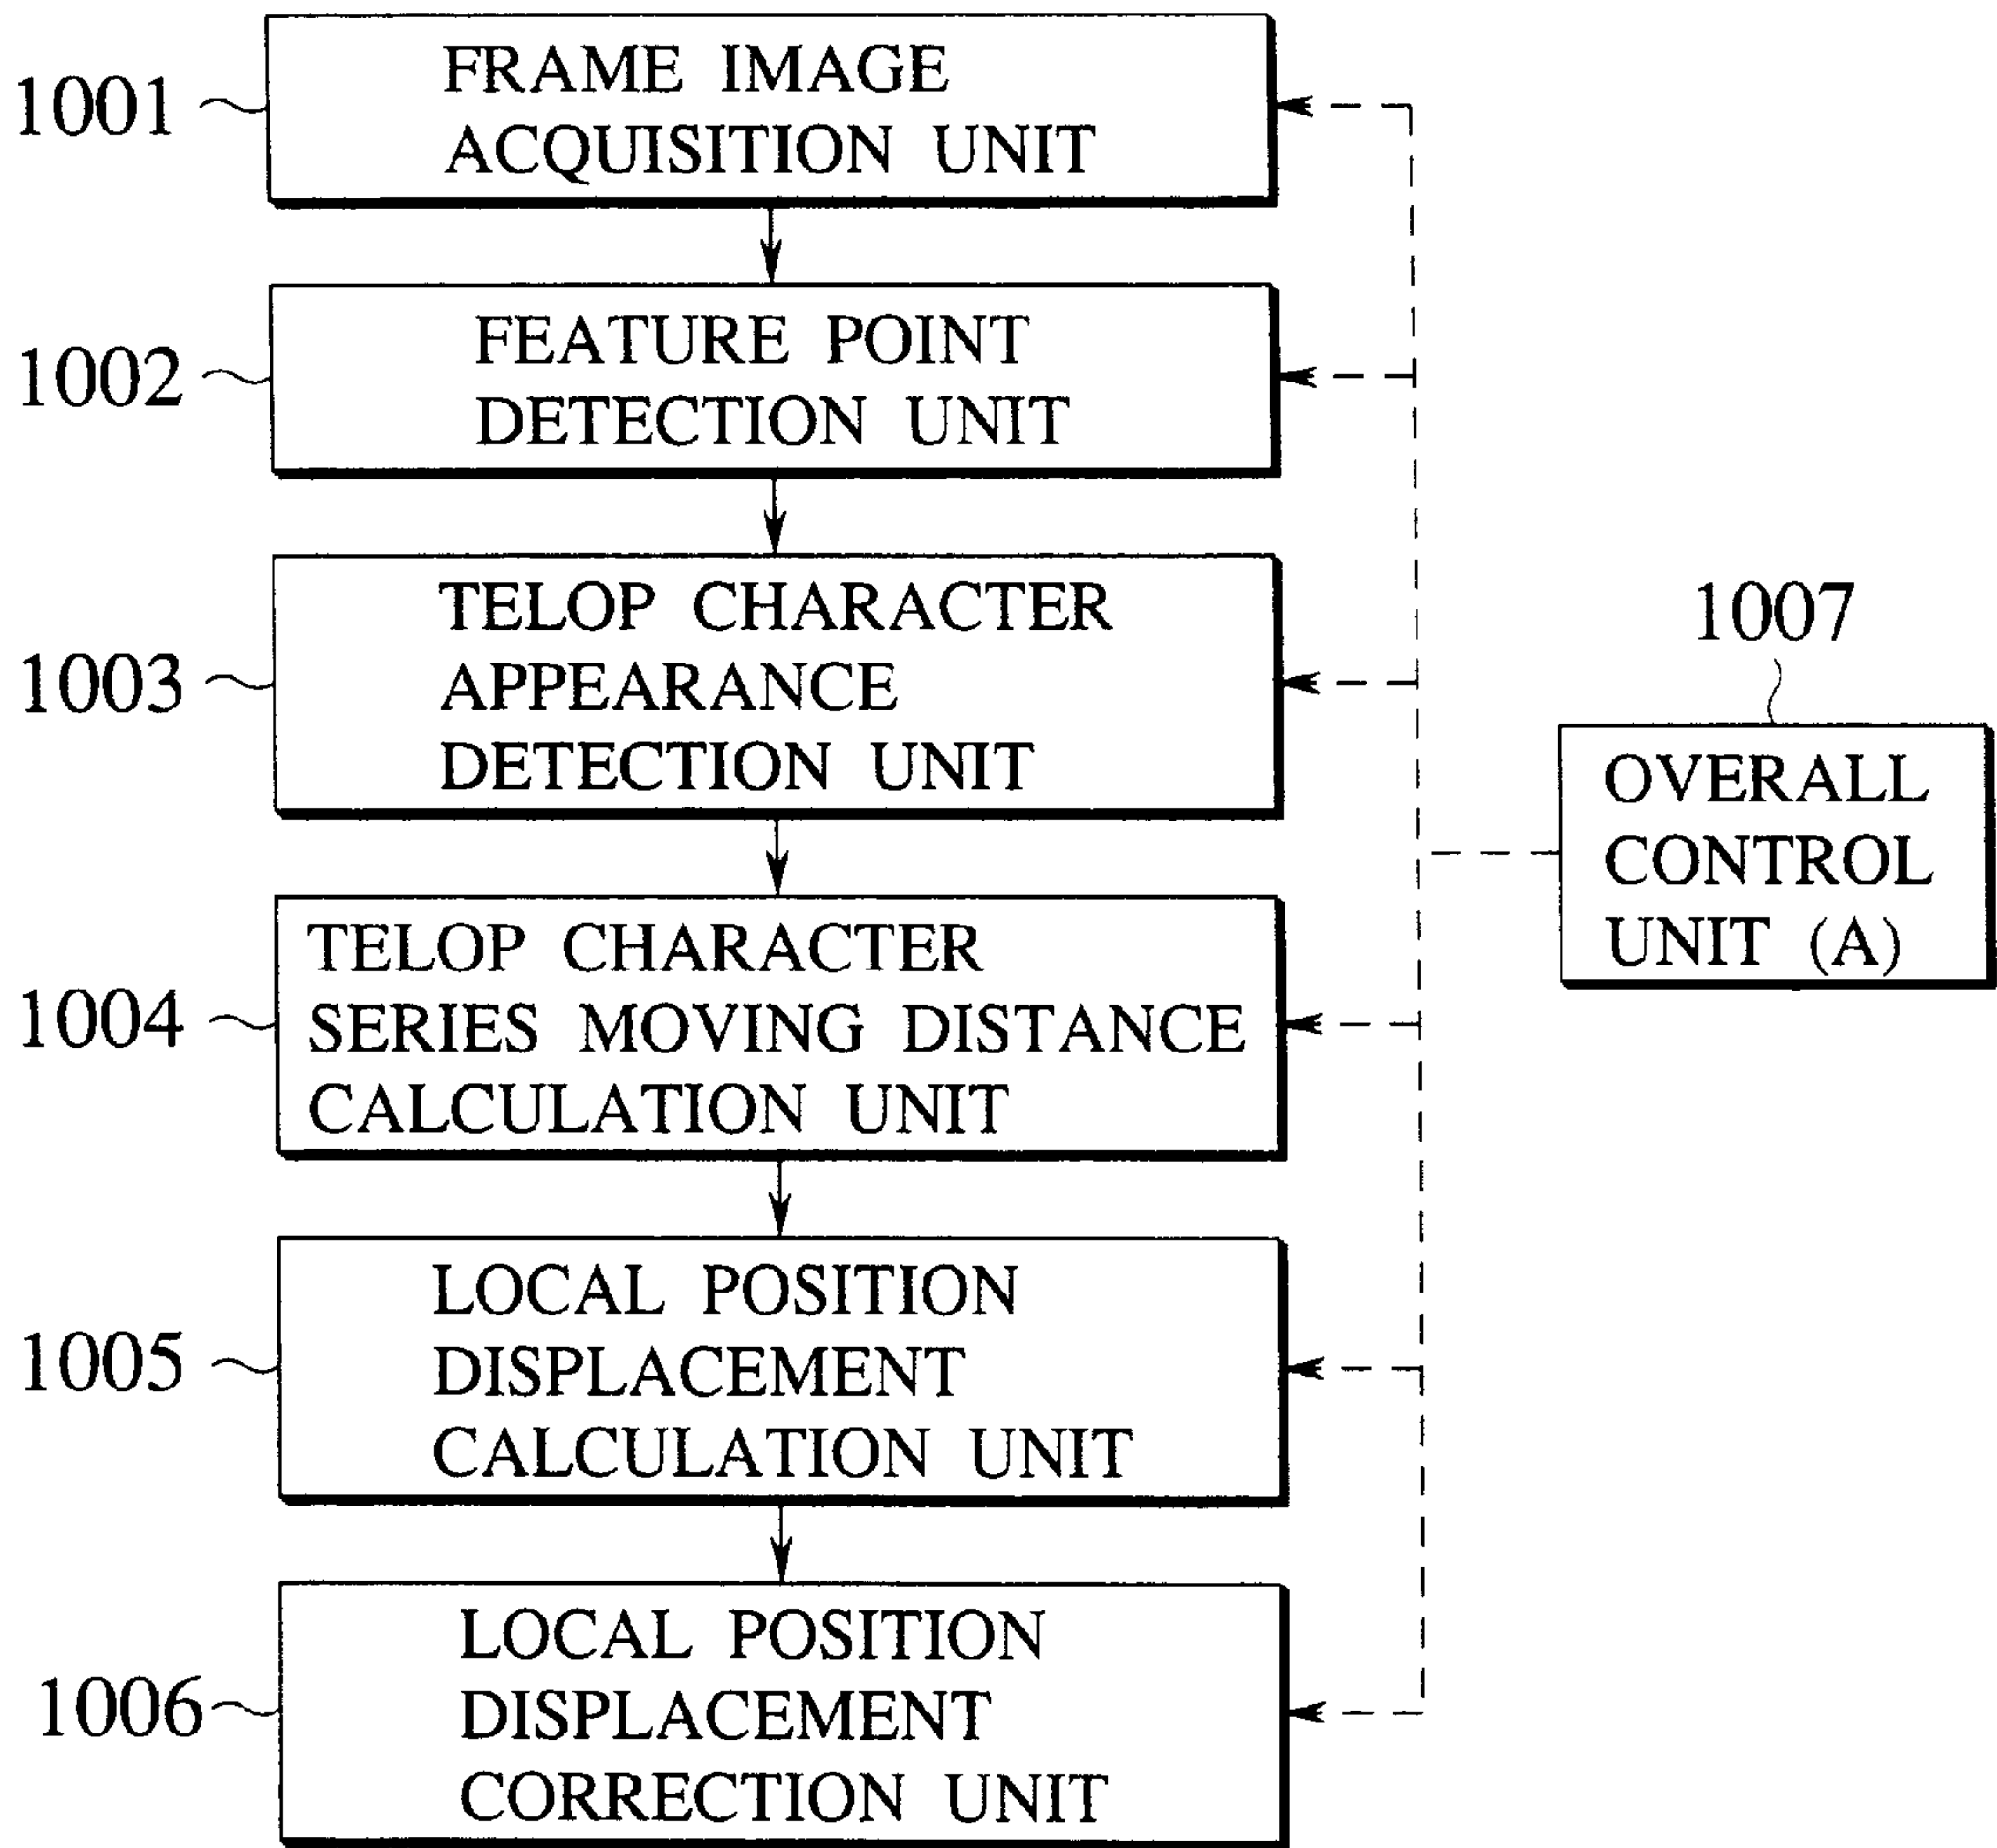 1001
FRAME IMAGE
ACQUISITION UNIT
1002
FEATURE POINT
DETECTION UNIT
1003
TELOP CHARACTER
APPEARANCE
DETECTION UNIT
1007
OVERALL
CONTROL
UNIT (A)
1004
TELOP CHARACTER
SERIES MOVING DISTANCE
CALCULATION UNIT
1005
LOCAL POSITION
DISPLACEMENT
CALCULATION UNIT
1006
LOCAL POSITION
DISPLACEMENT
CORRECTION UNIT